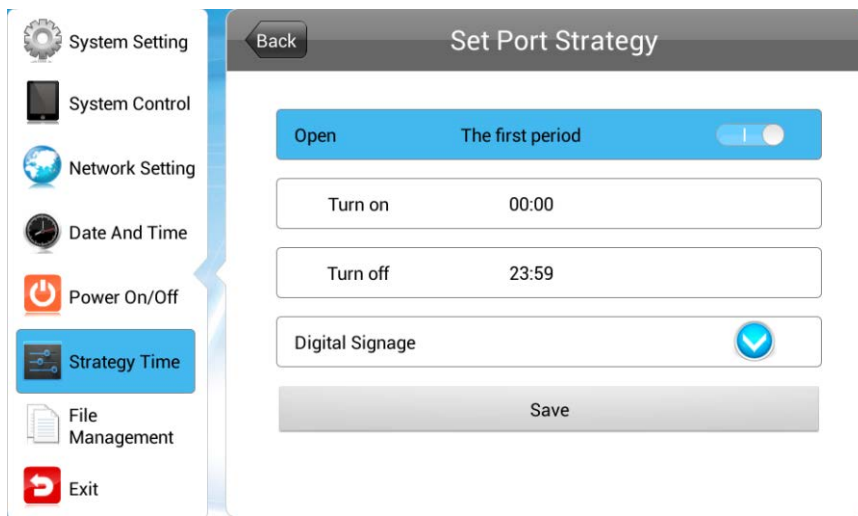 System Setting
System Control
Network Setting
Date And Time
Power On/Off
Strategy Time
File
Management
Exit
Back
Set Port Strategy
Open The first period
Turn on 00:00
Turn off 23:59
Digital Signage
Save